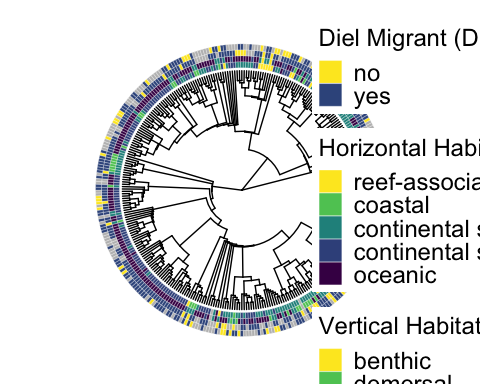 Diel Migrant (D
no
yes
Horizontal Habi
reef-associa
coastal
continental s
continental s
oceanic
Vertical Habitat
benthic
demersal